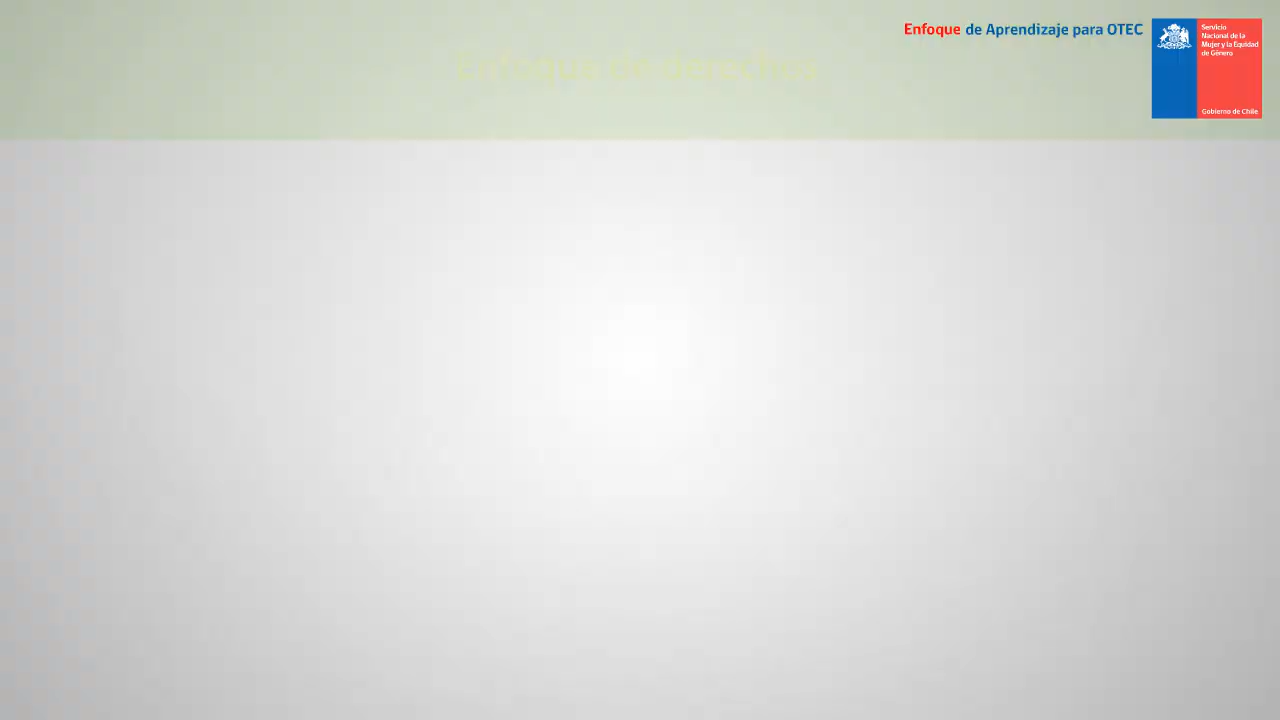 Enfoque de Aprendizaje para OTEC
Servicio
Nacional de la
Mujer y la Equidad
de Género
Gobierno de Chile
Enfoque de derechos